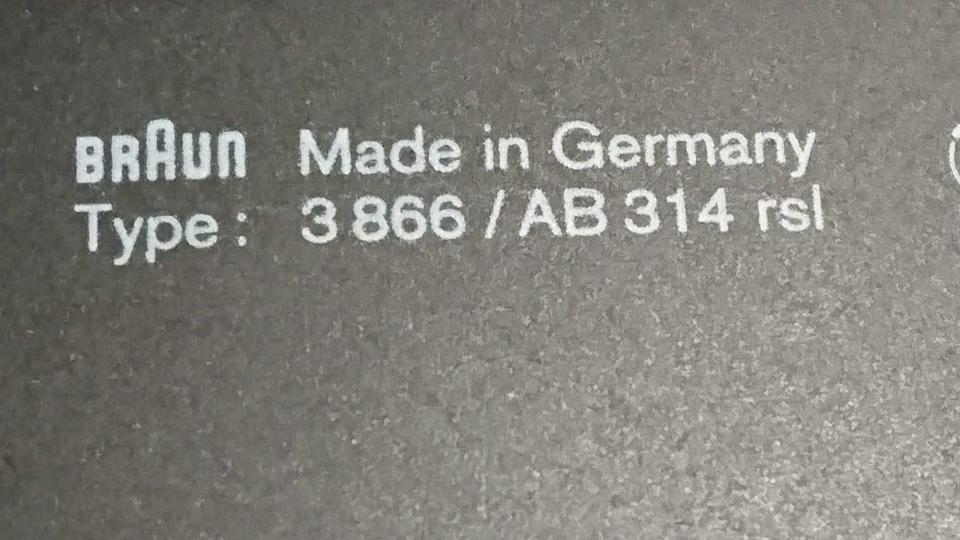 BRAUN Made in Germany
Type : 3 866 / AB 314 rsl